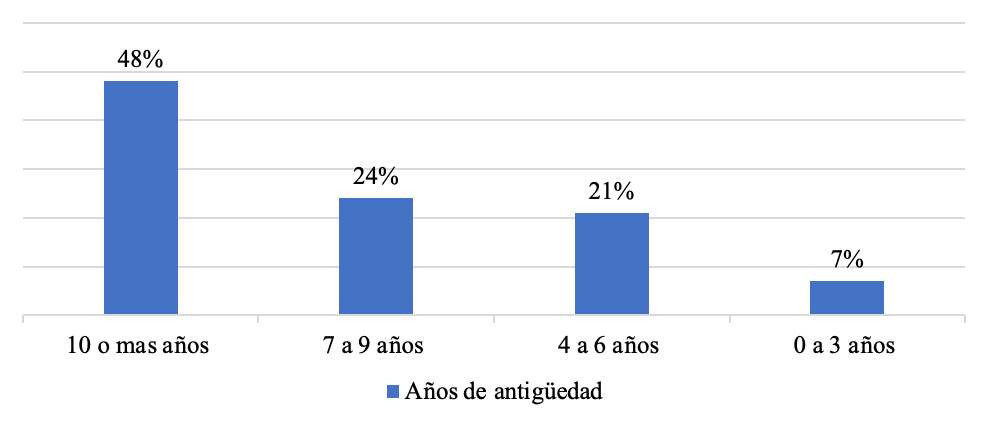 48%
24%
21%
7%
10 o mas años
7 a 9 años
4 a 6 años
0 a 3 años
Años de antigüedad